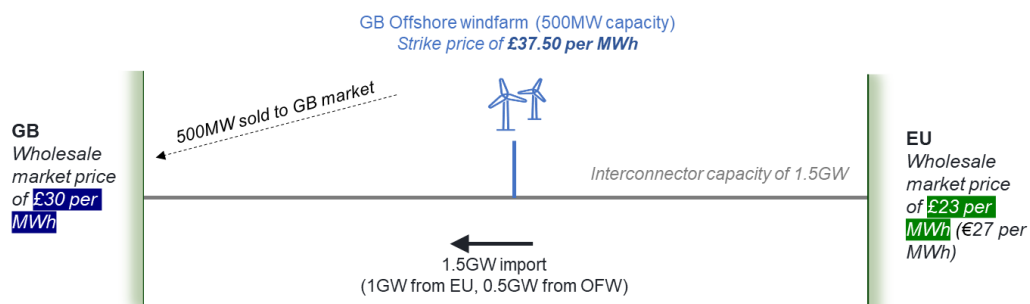 GB Offshore windfarm (500MW capacity)
Strike price of £37.50 per MWh
500MW sold to GB market
GB
Wholesale
market price
of £30 per
MWh
Interconnector capacity of 1.5GW
EU
Wholesale
market price
of £23 per
MWh (€27 per
MWh)
1.5GW import
(1GW from EU, 0.5GW from OFW)